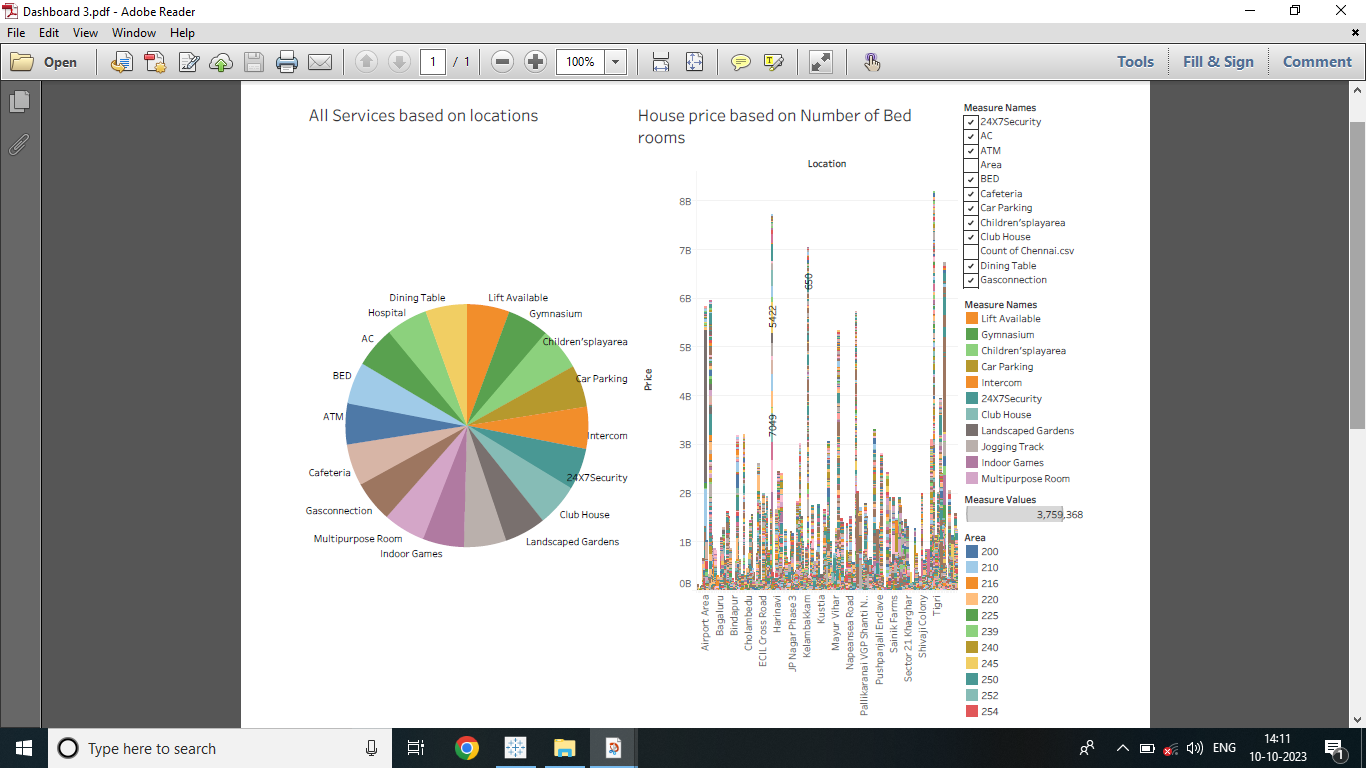 Dashboard 3.pdf - Adobe Reader
File Edit View Window Help
Open 1 / 1 100% Tools Fill & Sign Comment
All Services based on locations
Dining Table
Lift Available
Hospital
Gymnasium
AC
Children'splayarea
BED
Car Parking
ATM
Intercom
Cafeteria
24X7Security
Gasconnection
Club House
Multipurpose Room
Landscaped Gardens
Indoor Games
House price based on Number of Bed
rooms
Location
Price
8B
7B
6B
5B
4B
3B
2B
1B
0B
650
5422
7049
Airport Area
Bagaluru
Bindapur
Cholambedu
ECIL Cross Road
Harinavi
JP Nagar Phase 3
Kelambakkam
Kustia
Mayur Vihar
Napeansea Road
Pallikaranai VGP Shanti N..
Pushpanjali Enclave
Sainik Farms
Sector 21 Kharghar
Shivaji Colony
Tigri
Measure Names
24X7Security
AC
ATM
Area
BED
Cafeteria
Car Parking
Children'splayarea
Club House
Count of Chennai.csv
Dining Table
Gasconnection
Measure Names
Lift Available
Gymnasium
Children'splayarea
Car Parking
Intercom
24X7Security
Club House
Landscaped Gardens
Jogging Track
Indoor Games
Multipurpose Room
Measure Values
3,759,368
Area
200
210
216
220
225
239
240
245
250
252
254
Type here to search
ENG
14:11
10-10-2023
1